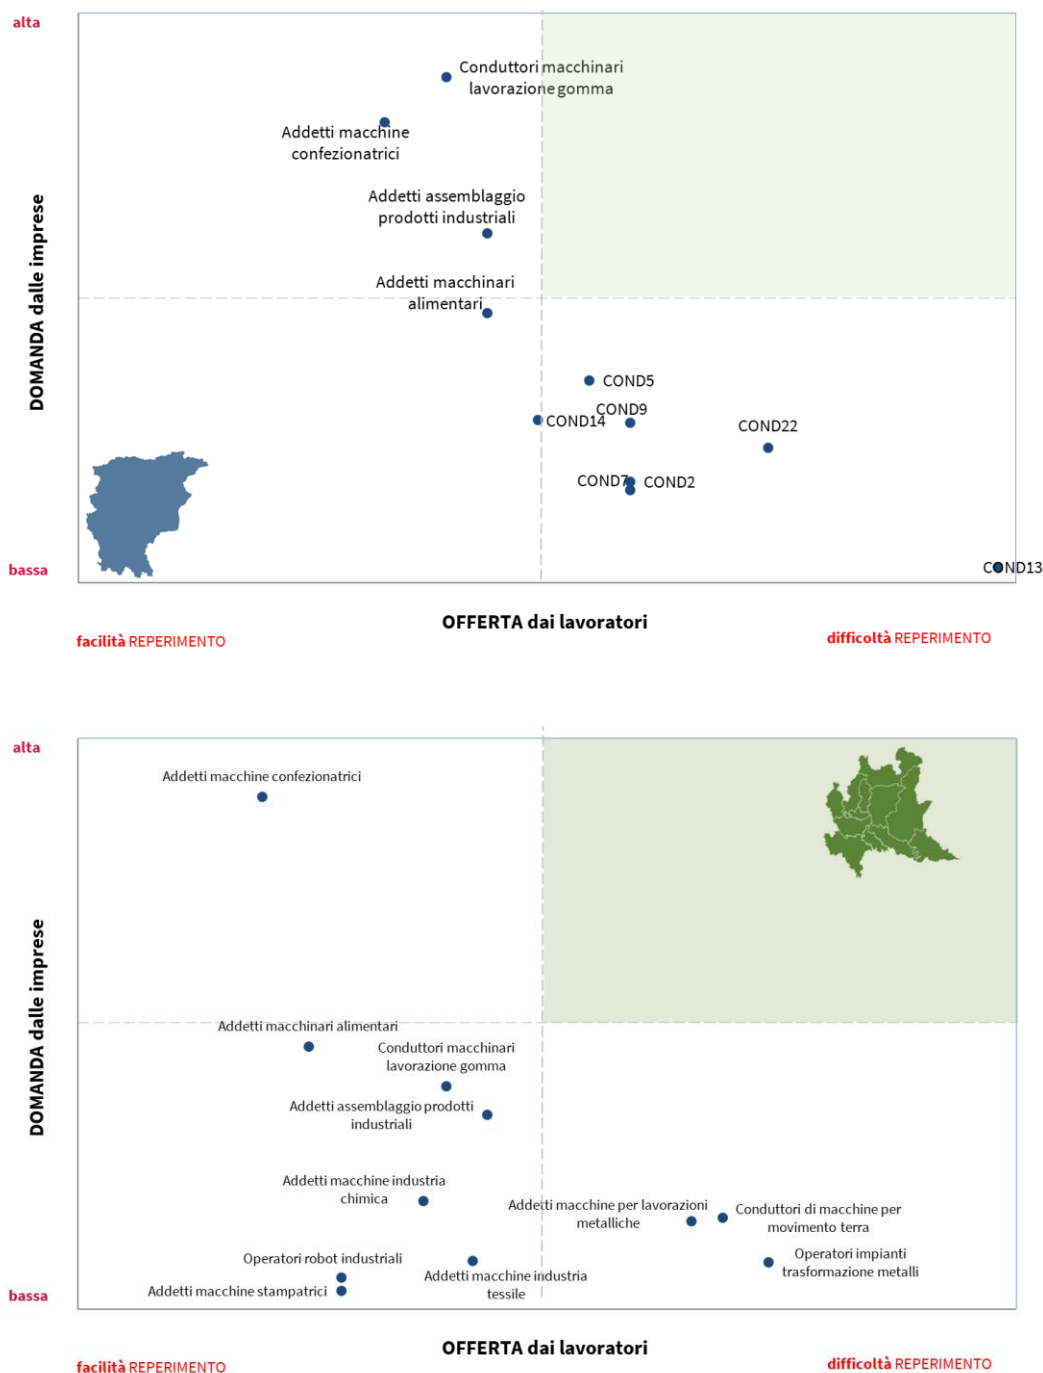 alta
Conduttori macchinari
lavorazione gomma
Addetti macchine
confezionatrici
Addetti assemblaggio
prodotti industriali
Addetti macchinari
alimentari
DOMANDA dalle imprese
COND5
COND9
COND14
COND22
COND7
COND2
bassa
COND13
OFFERTA dai lavoratori
facilità REPERIMENTO
difficoltà REPERIMENTO
alta
Addetti macchine confezionatrici
DOMANDA dalle imprese
Addetti macchinari alimentari
Conduttori macchinari
lavorazione gomma
Addetti assemblaggio prodotti
industriali
Addetti macchine industria
chimica
Addetti macchine per lavorazioni
metalliche
Conduttori di macchine per
movimento terra
Operatori robot industriali
Operatori impianti
trasformazione metalli
Addetti macchine industria
tessile
Addetti macchine stampatrici
bassa
OFFERTA dai lavoratori
facilità REPERIMENTO
difficoltà REPERIMENTO